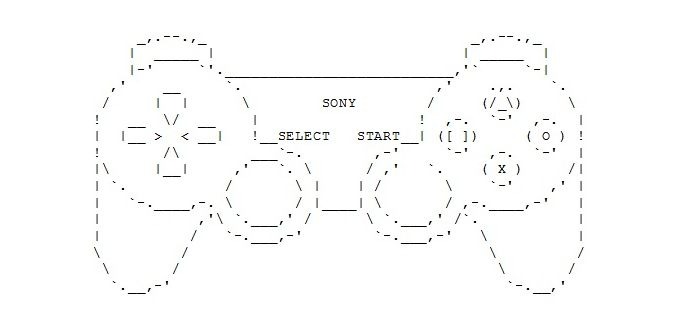 SONY
SELECT START
([ ]) ( O )
( X )